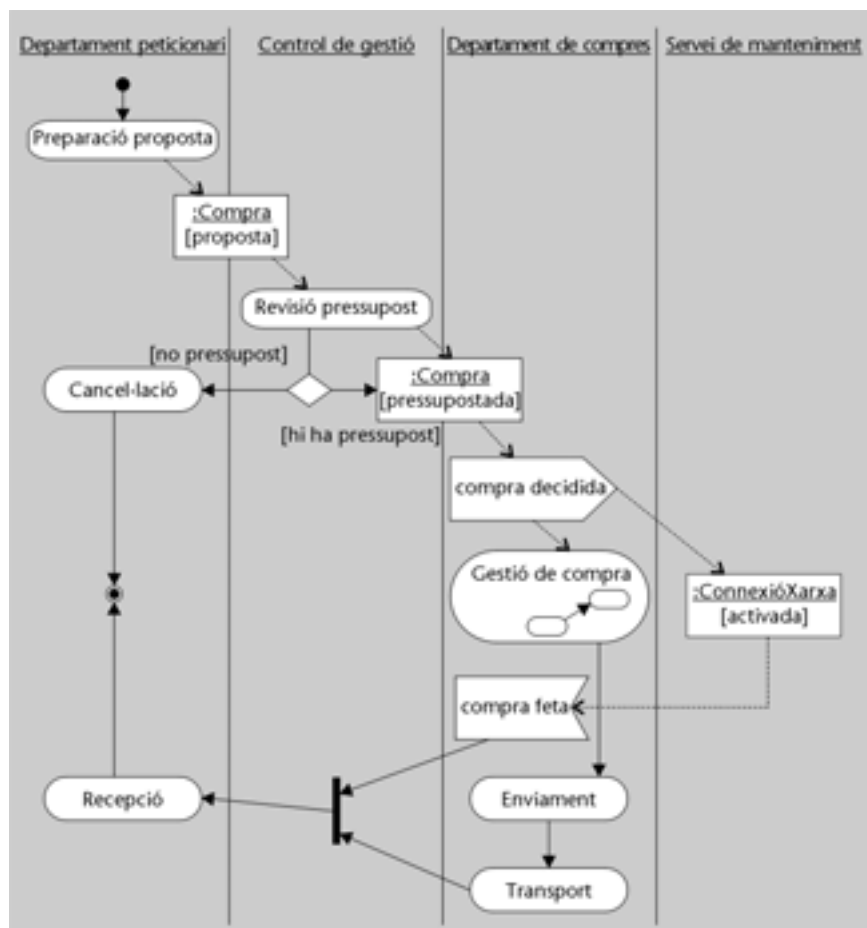 Departament peticionari
Control de gestió
Departament de compres
Servei de manteniment
Preparació proposta
:Compra
[proposta]
Revisió pressupost
[no pressupost]
Cancel·lació
:Compra
[pressupostada]
[hi ha pressupost]
compra decidida
Gestió de compra
:ConnexióXarxa
[activada]
compra feta
Recepció
Enviament
Transport